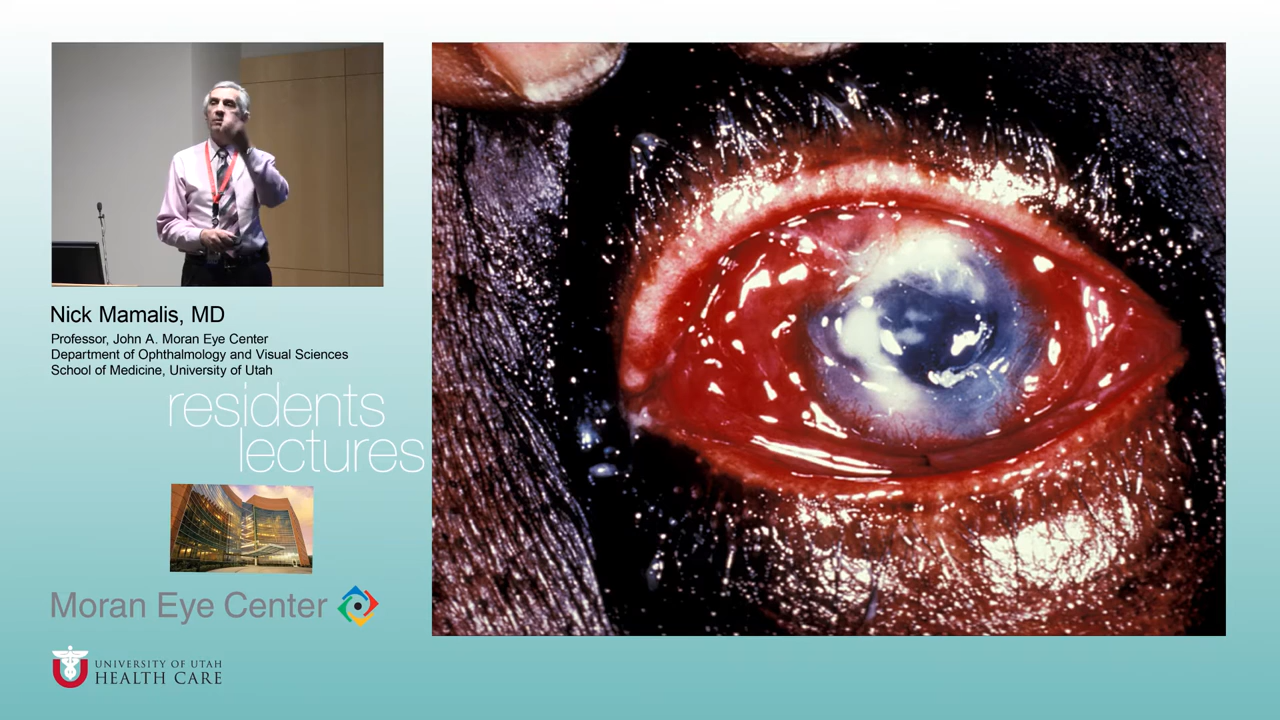 Nick Mamalis, MD
Professor, John A. Moran Eye Center
Department of Ophthalmology and Visual Sciences
School of Medicine, University of Utah
residents
lectures
Moran Eye Center
UNIVERSITY OF UTAH
HEALTH CARE